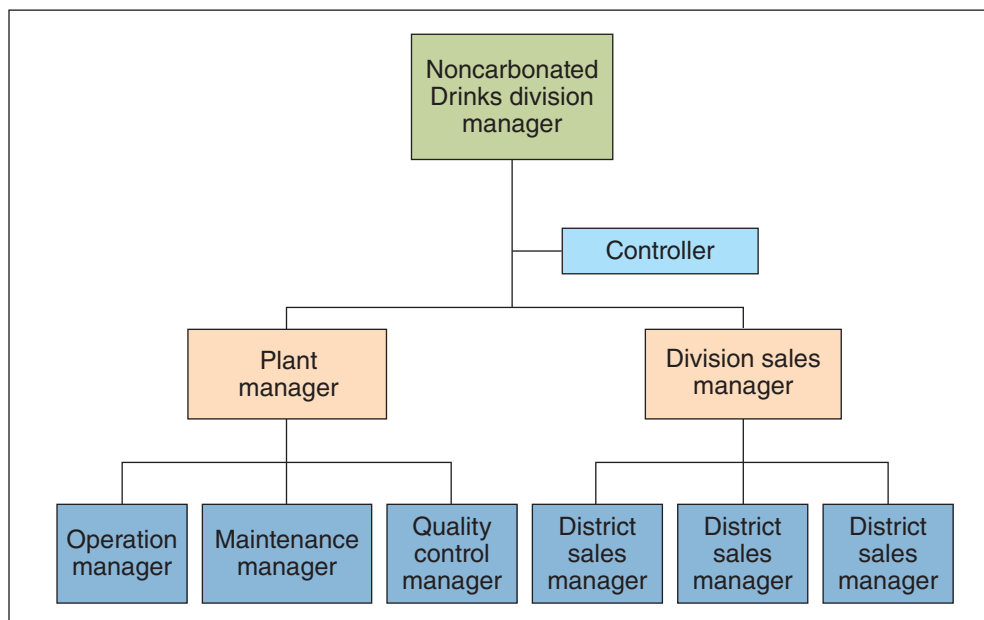 Noncarbonated
Drinks division
manager
Controller
Plant
manager
Division sales
manager
Operation
manager
Maintenance
manager
Quality
control
manager
District
sales
manager
District
sales
manager
District
sales
manager